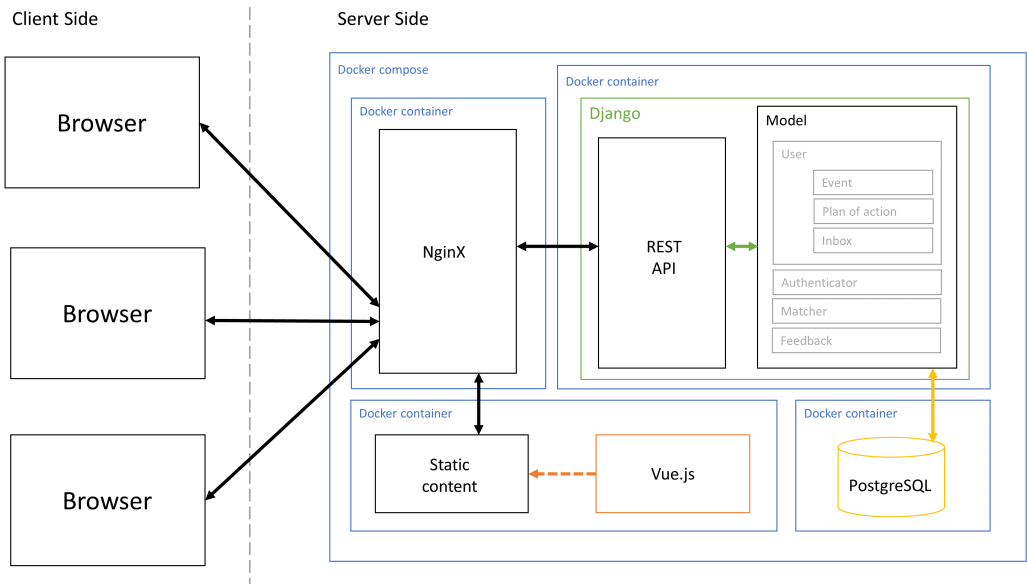 Client Side
Server Side
Browser
Browser
Browser
Docker compose
Docker container
NginX
Docker container
Django
REST
API
Model
User
Event
Plan of action
Inbox
Authenticator
Matcher
Feedback
Docker container
Static
content
Vue.js
Docker container
PostgreSQL